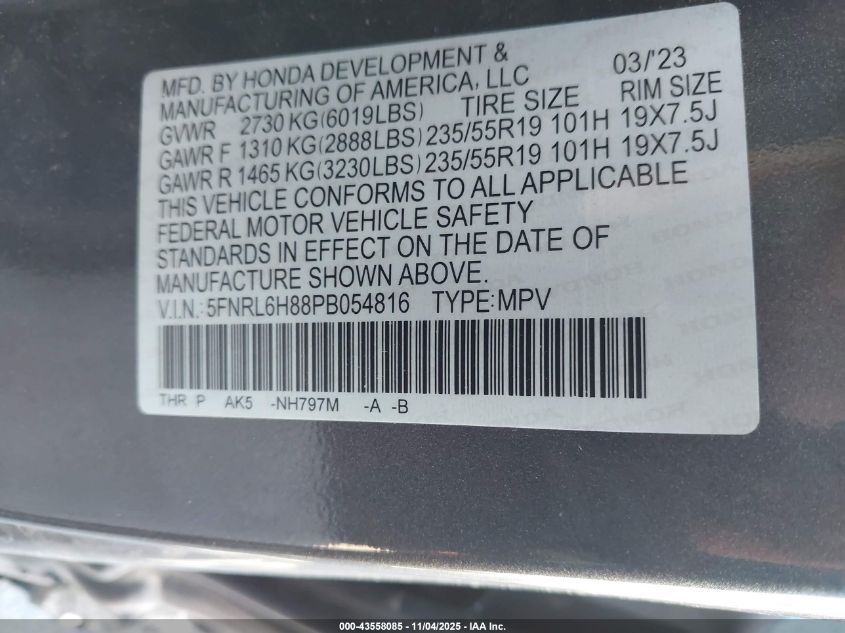 MFD. BY HONDA DEVELOPMENT & 03/'23
MANUFACTURING OF AMERICA, LLC
GVWR 2730 KG(6019LBS) TIRE SIZE RIM SIZE
GAWR F 1310 KG(2888LBS) 235/55R19 101H 19X7.5J
GAWR R 1465 KG(3230LBS) 235/55R19 101H 19X7.5J
THIS VEHICLE CONFORMS TO ALL APPLICABLE
FEDERAL MOTOR VEHICLE SAFETY
STANDARDS IN EFFECT ON THE DATE OF
MANUFACTURE SHOWN ABOVE.
V.I.N.: 5FNRL6H88PB054816 TYPE: MPV
THR P AK5 -NH797M -A -B
000-43558085 - 11/04/2025 - IAA Inc.